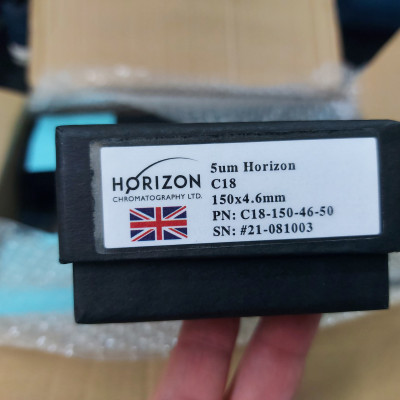 HORIZON
CHROMATOGRAPHY LTD.
5um Horizon
C18
150x4.6mm
PN: C18-150-46-50
SN: #21-081003